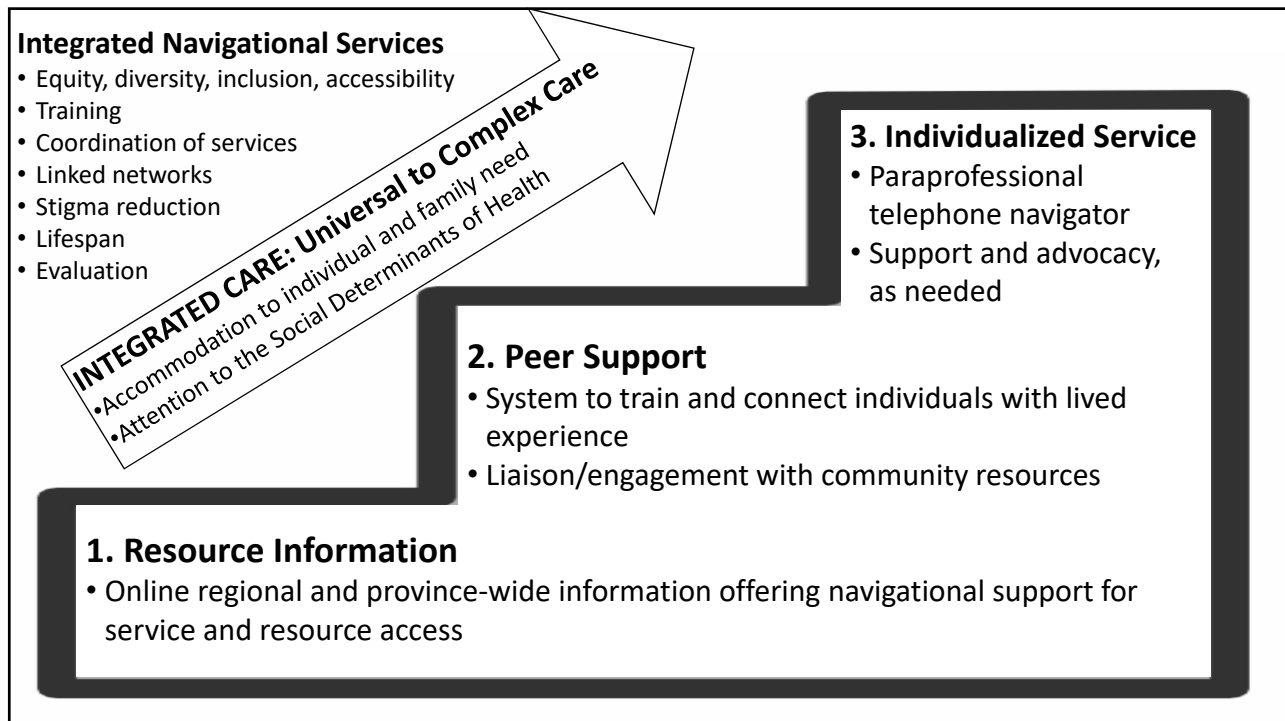 Integrated Navigational Services
• Equity, diversity, inclusion, accessibility
• Training
• Coordination of services
• Linked networks
• Stigma reduction
• Lifespan
• Evaluation
INTEGRATED CARE: Universal to Complex Care
•Accommodation to individual and family need
•Attention to the Social Determinants of Health
3. Individualized Service
• Paraprofessional
telephone navigator
• Support and advocacy,
as needed
2. Peer Support
• System to train and connect individuals with lived
experience
• Liaison/engagement with community resources
1. Resource Information
• Online regional and province-wide information offering navigational support for
service and resource access